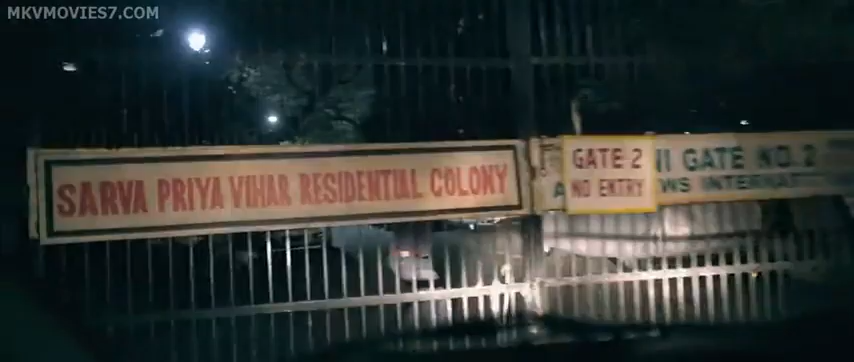 MKVMOVIES7.COM
SARVA PRIYA VIHAR RESIDENTIAL COLONY
GATE-2
NO ENTRY
GATE NO. 2